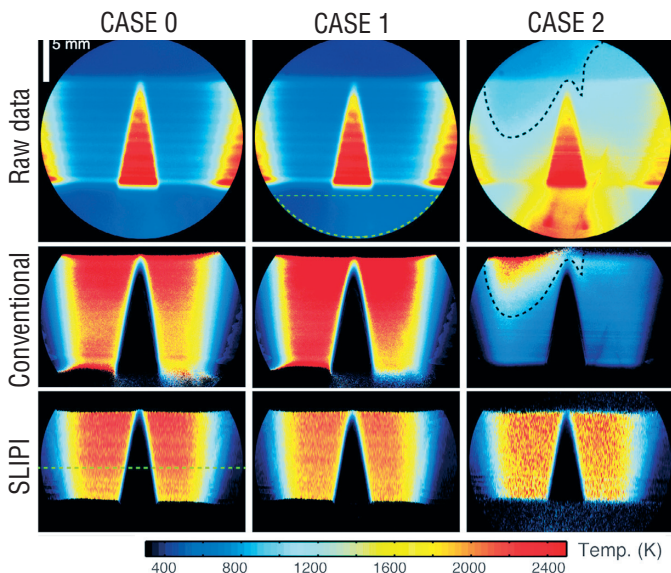 CASE 0 CASE 1 CASE 2
5 mm
Raw data
Conventional
SLIPI
Temp. (K)
400 800 1200 1600 2000 2400